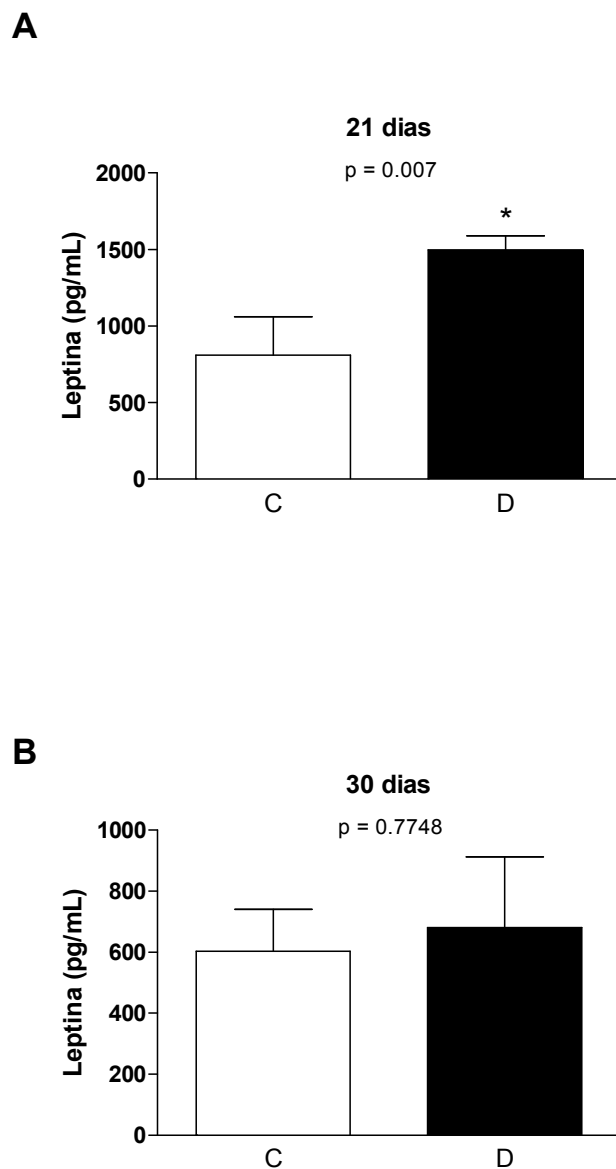 A
21 dias
p = 0.007
2000
*
1500
1000
500
0
Leptina (pg/mL)
C D
B
30 dias
p = 0.7748
1000
800
600
400
200
0
Leptina (pg/mL)
C D